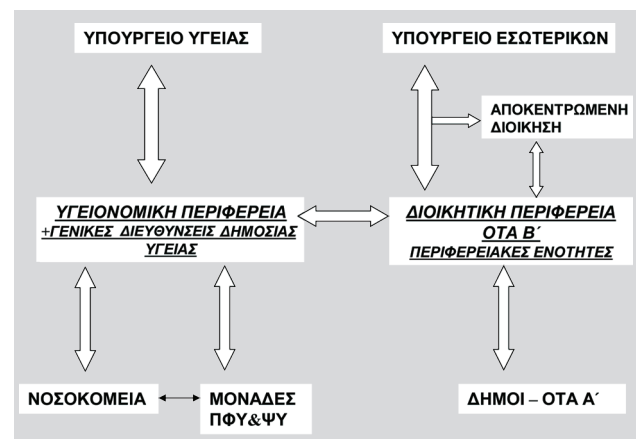 ΥΠΟΥΡΓΕΙΟ ΥΓΕΙΑΣ
ΥΠΟΥΡΓΕΙΟ ΕΣΩΤΕΡΙΚΩΝ
ΑΠΟΚΕΝΤΡΩΜΕΝΗ
ΔΙΟΙΚΗΣΗ
ΥΓΕΙΟΝΟΜΙΚΗ ΠΕΡΙΦΕΡΕΙΑ
+ΓΕΝΙΚΕΣ ΔΙΕΥΘΥΝΣΕΙΣ ΔΗΜΟΣΙΑΣ
ΥΓΕΙΑΣ
ΔΙΟΙΚΗΤΙΚΗ ΠΕΡΙΦΕΡΕΙΑ
ΟΤΑ Β΄
ΠΕΡΙΦΕΡΕΙΑΚΕΣ ΕΝΟΤΗΤΕΣ
ΝΟΣΟΚΟΜΕΙΑ
ΜΟΝΑΔΕΣ
ΠΦΥ&ΨΥ
ΔΗΜΟΙ – ΟΤΑ Α΄